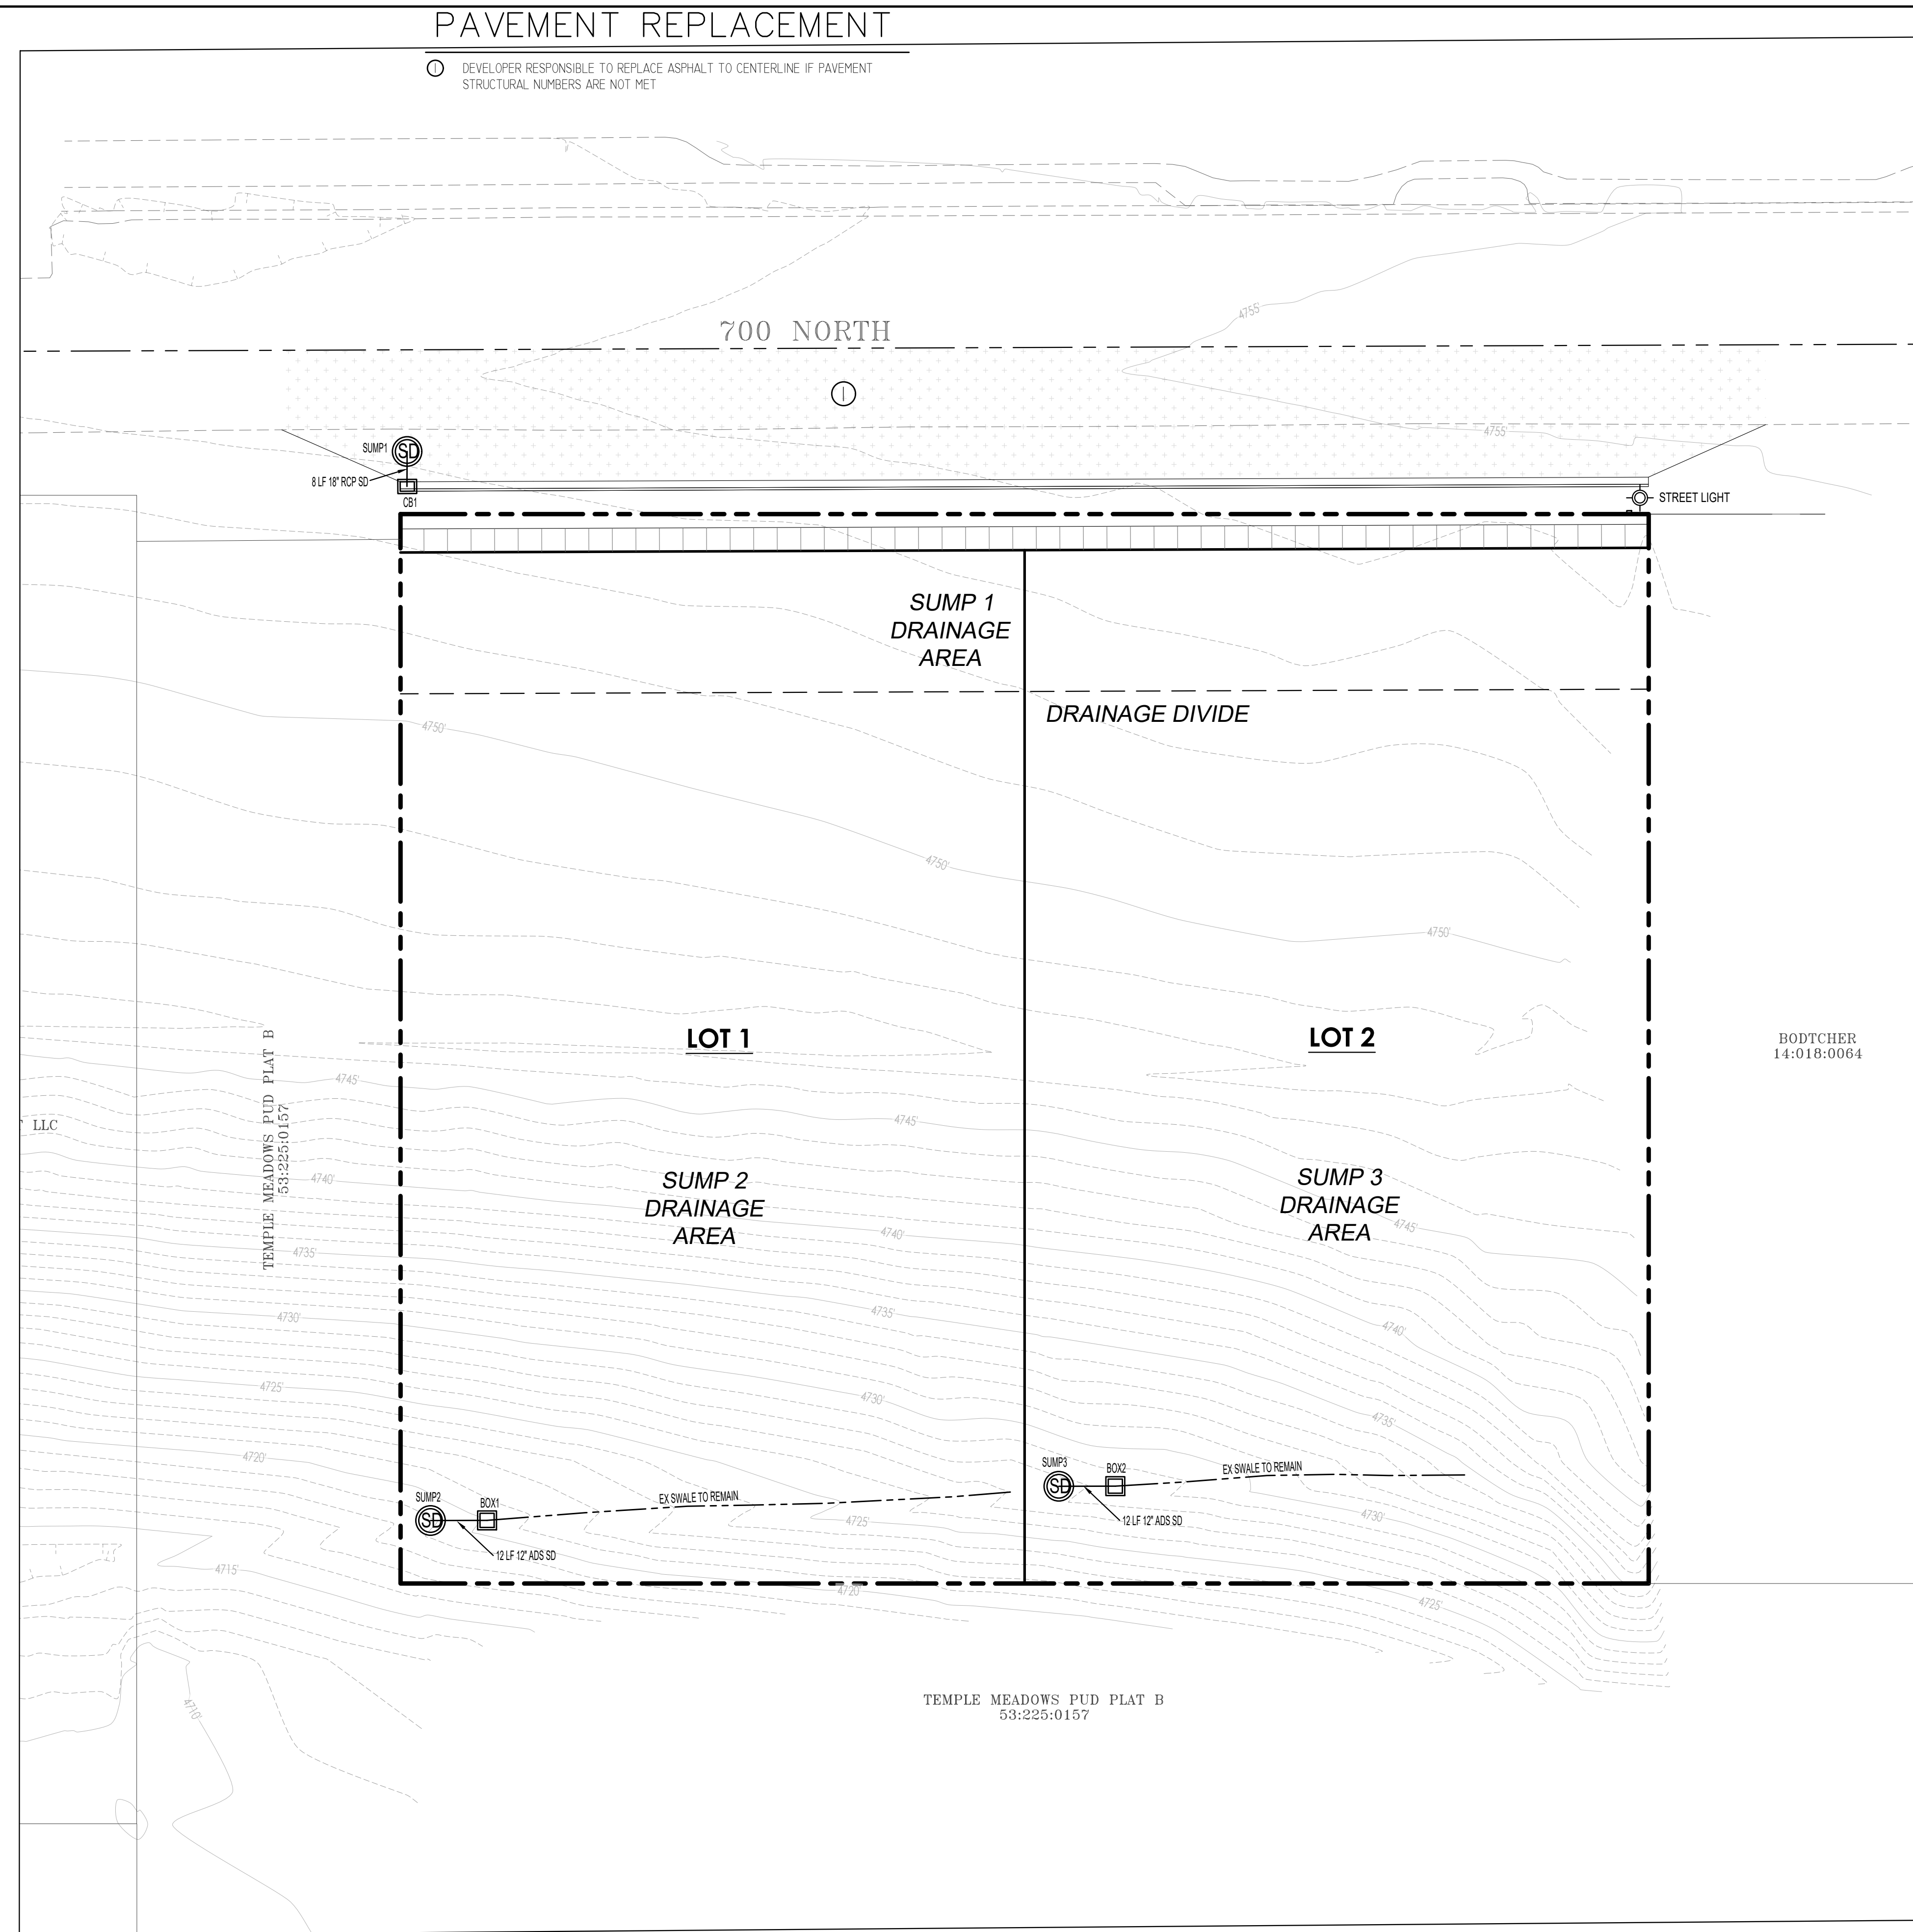 PAVEMENT REPLACEMENT
1 DEVELOPER RESPONSIBLE TO REPLACE ASPHALT TO CENTERLINE IF PAVEMENT
STRUCTURAL NUMBERS ARE NOT MET
4755'
700 NORTH
1
4755'
SUMP1
SD
8 LF 18" RCP SD
CB1
STREET LIGHT
SUMP 1
DRAINAGE
AREA
DRAINAGE DIVIDE
4750'
4750'
4750'
LOT 1
LOT 2
BODTCHER
14:018:0064
TEMPLE MEADOWS PUD PLAT B
53:225:0157
4745'
4745'
LLC
4740'
SUMP 2
DRAINAGE
AREA
SUMP 3
DRAINAGE
AREA
4745'
4740'
4735'
4735'
4730'
4740'
4725'
4730'
4735'
4720'
SUMP3
SD
BOX2
EX SWALE TO REMAIN
SUMP2
SD
BOX1
EX SWALE TO REMAIN
4725'
4730'
12 LF 12" ADS SD
12 LF 12" ADS SD
4715'
4720'
4725'
TEMPLE MEADOWS PUD PLAT B
53:225:0157
4710'